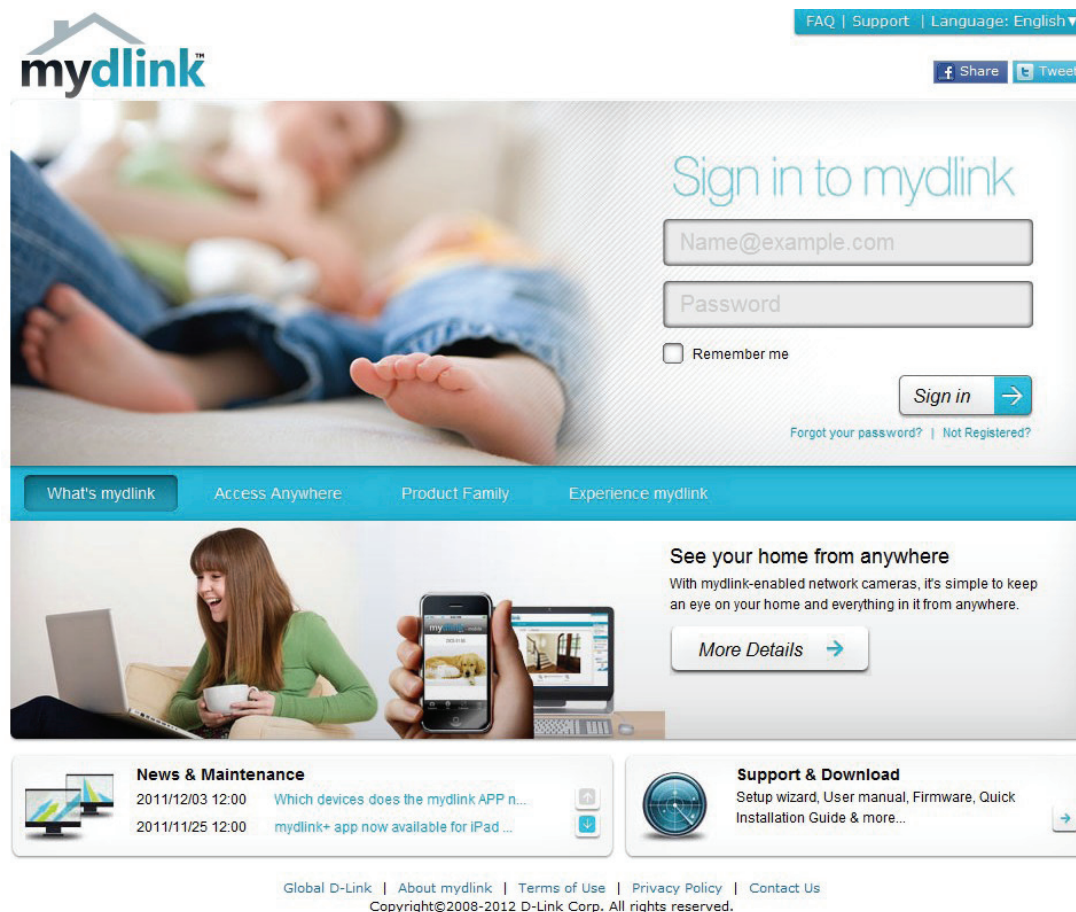 FAQ | Support | Language: English▼
mydlink™
Share Tweet
Sign in to mydlink
Name@example.com
Password
Remember me
Sign in
Forgot your password? | Not Registered?
What's mydlink Access Anywhere Product Family Experience mydlink
See your home from anywhere
With mydlink-enabled network cameras, it's simple to keep
an eye on your home and everything in it from anywhere.
More Details
News & Maintenance
2011/12/03 12:00 Which devices does the mydlink APP n...
2011/11/25 12:00 mydlink+ app now available for iPad ...
Support & Download
Setup wizard, User manual, Firmware, Quick
Installation Guide & more...
Global D-Link | About mydlink | Terms of Use | Privacy Policy | Contact Us
Copyright©2008-2012 D-Link Corp. All rights reserved.